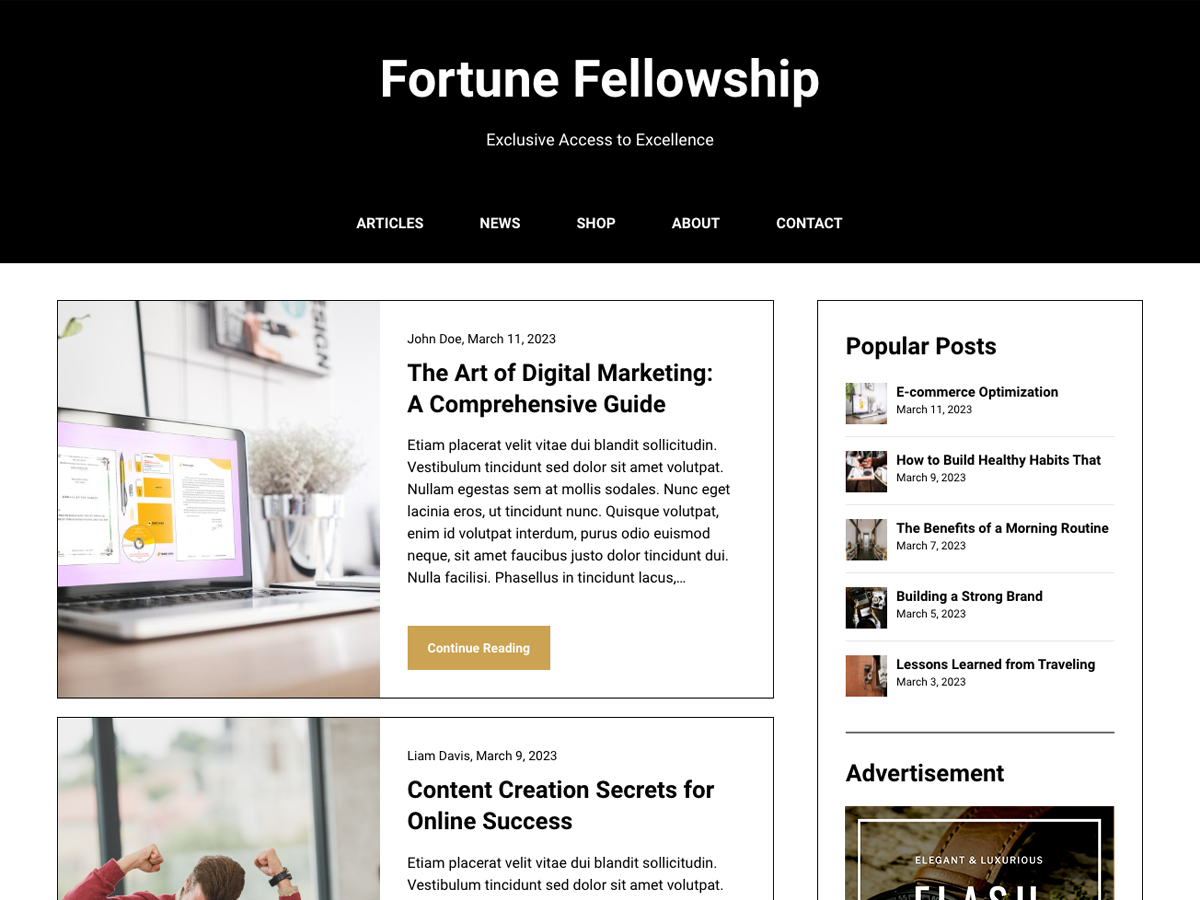 Fortune Fellowship
Exclusive Access to Excellence
ARTICLES NEWS SHOP ABOUT CONTACT
John Doe, March 11, 2023
The Art of Digital Marketing:
A Comprehensive Guide
Etiam placerat velit vitae dui blandit sollicitudin.
Vestibulum tincidunt sed dolor sit amet volutpat.
Nullam egestas sem at mollis sodales. Nunc eget
lacinia eros, ut tincidunt nunc. Quisque volutpat,
enim id volutpat interdum, purus odio euismod
neque, sit amet faucibus justo dolor tincidunt dui.
Nulla facilisi. Phasellus in tincidunt lacus,…
Continue Reading
Liam Davis, March 9, 2023
Content Creation Secrets for
Online Success
Etiam placerat velit vitae dui blandit sollicitudin.
Vestibulum tincidunt sed dolor sit amet volutpat.
Popular Posts
E-commerce Optimization
March 11, 2023
How to Build Healthy Habits That
March 9, 2023
The Benefits of a Morning Routine
March 7, 2023
Building a Strong Brand
March 5, 2023
Lessons Learned from Traveling
March 3, 2023
Advertisement
ELEGANT & LUXURIOUS
FLASH